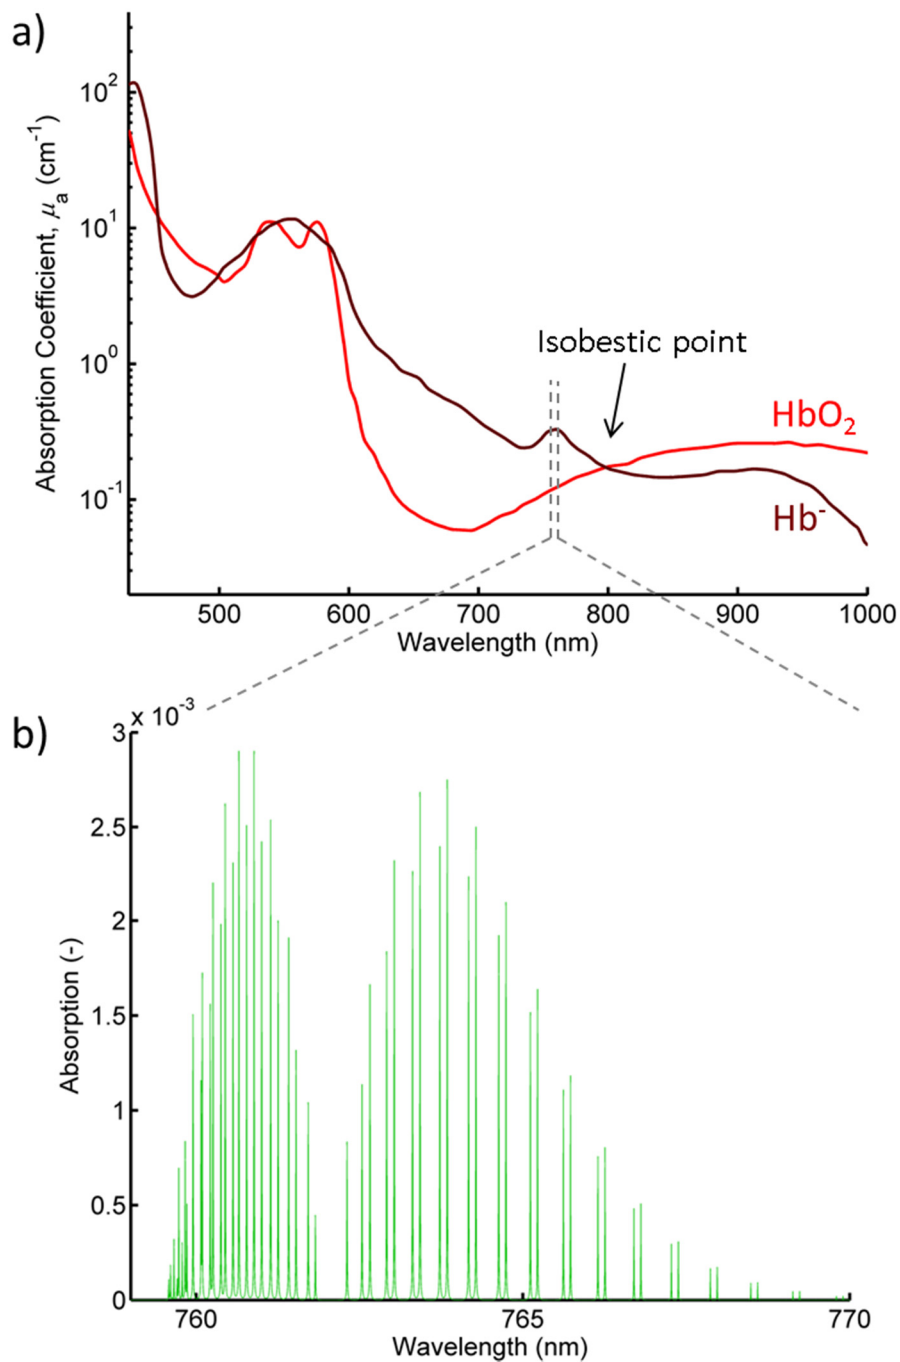 a)
Absorption Coefficient, μa (cm-1)
10²
10¹
10⁰
10-1
Isobestic point
HbO₂
Hb-
500
600
700
800
900
1000
Wavelength (nm)
b)
x 10-3
3
2.5
2
1.5
1
0.5
0
Absorption (-)
760
765
770
Wavelength (nm)